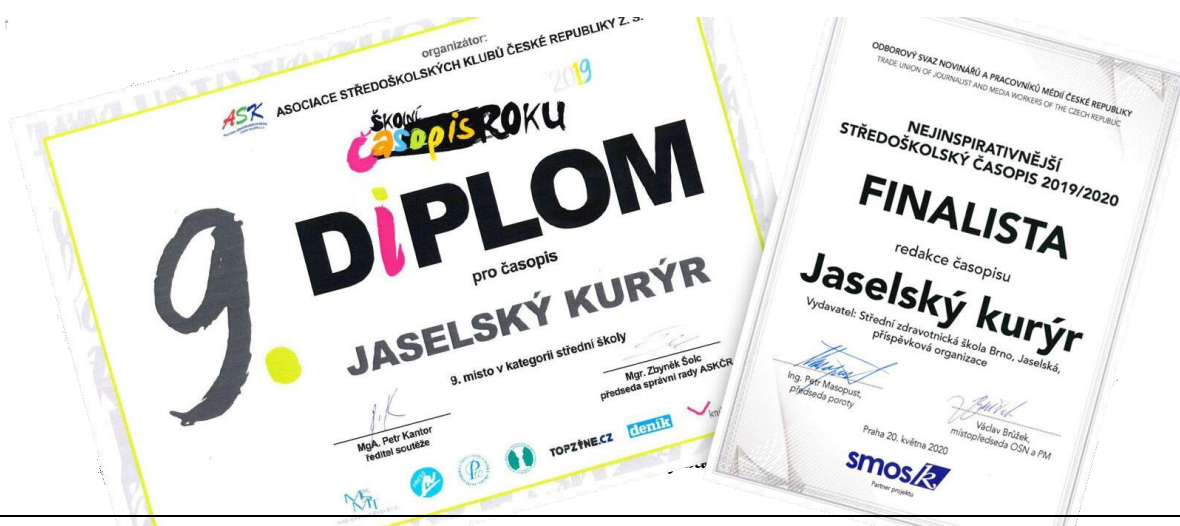 organizátor:
ASK ASOCIACE STŘEDOŠKOLSKÝCH KLUBŮ ČESKÉ REPUBLIKY Z. S.
ŠKOLNÍ 2019
časopis ROKU
9. DiPLOM
pro časopis
JASELSKÝ KURÝR
9. místo v kategorii střední školy
MgA. Petr Kantor
ředitel soutěže
Mgr. Zbyněk Šolc
předseda správní rady ASKČR
TOPZINE.CZ
deník
ODBOROVÝ SVAZ NOVINÁŘŮ A PRACOVNÍKŮ MÉDIÍ ČESKÉ REPUBLIKY
TRADE UNION OF JOURNALIST AND MEDIA WORKERS OF THE CZECH REPUBLIC
NEJINSPIRATIVNĚJŠÍ
STŘEDOŠKOLSKÝ ČASOPIS 2019/2020
FINALISTA
redakce časopisu
Jaselský kurýr
Vydavatel: Střední zdravotnická škola Brno, Jaselská,
příspěvková organizace
Ing. Petr Masopust,
předseda poroty
Václav Brůžek,
místopředseda OSN a PM
Praha 20. května 2020
smosk
Partner projektu